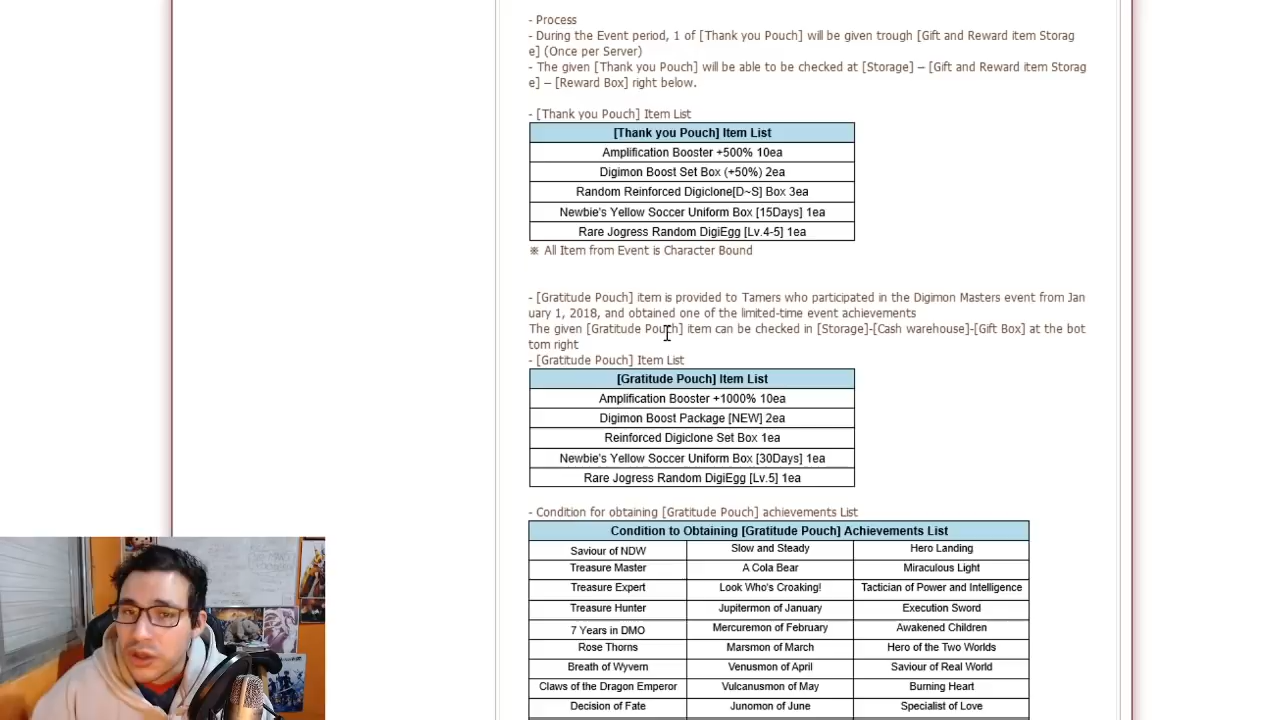 - Process
- During the Event period, 1 of [Thank you Pouch] will be given trough [Gift and Reward item Storag
e] (Once per Server)
- The given [Thank you Pouch] will be able to be checked at [Storage] – [Gift and Reward item Storag
e] – [Reward Box] right below.
- [Thank you Pouch] Item List
[Thank you Pouch] Item List
Amplification Booster +500% 10ea
Digimon Boost Set Box (+50%) 2ea
Random Reinforced Digiclone[D~S] Box 3ea
Newbie's Yellow Soccer Uniform Box [15Days] 1ea
Rare Jogress Random DigiEgg [Lv.4-5] 1ea
※ All Item from Event is Character Bound
- [Gratitude Pouch] item is provided to Tamers who participated in the Digimon Masters event from Jan
uary 1, 2018, and obtained one of the limited-time event achievements
The given [Gratitude Pouch] item can be checked in [Storage]-[Cash warehouse]-[Gift Box] at the bot
tom right
- [Gratitude Pouch] Item List
[Gratitude Pouch] Item List
Amplification Booster +1000% 10ea
Digimon Boost Package [NEW] 2ea
Reinforced Digiclone Set Box 1ea
Newbie's Yellow Soccer Uniform Box [30Days] 1ea
Rare Jogress Random DigiEgg [Lv.5] 1ea
- Condition for obtaining [Gratitude Pouch] achievements List
Condition to Obtaining [Gratitude Pouch] Achievements List
Saviour of NDW Slow and Steady Hero Landing
Treasure Master A Cola Bear Miraculous Light
Treasure Expert Look Who's Croaking! Tactician of Power and Intelligence
Treasure Hunter Jupitermon of January Execution Sword
7 Years in DMO Mercuremon of February Awakened Children
Rose Thorns Marsmon of March Hero of the Two Worlds
Breath of Wyvern Venusmon of April Saviour of Real World
Claws of the Dragon Emperor Vulcanusmon of May Burning Heart
Decision of Fate Junomon of June Specialist of Love